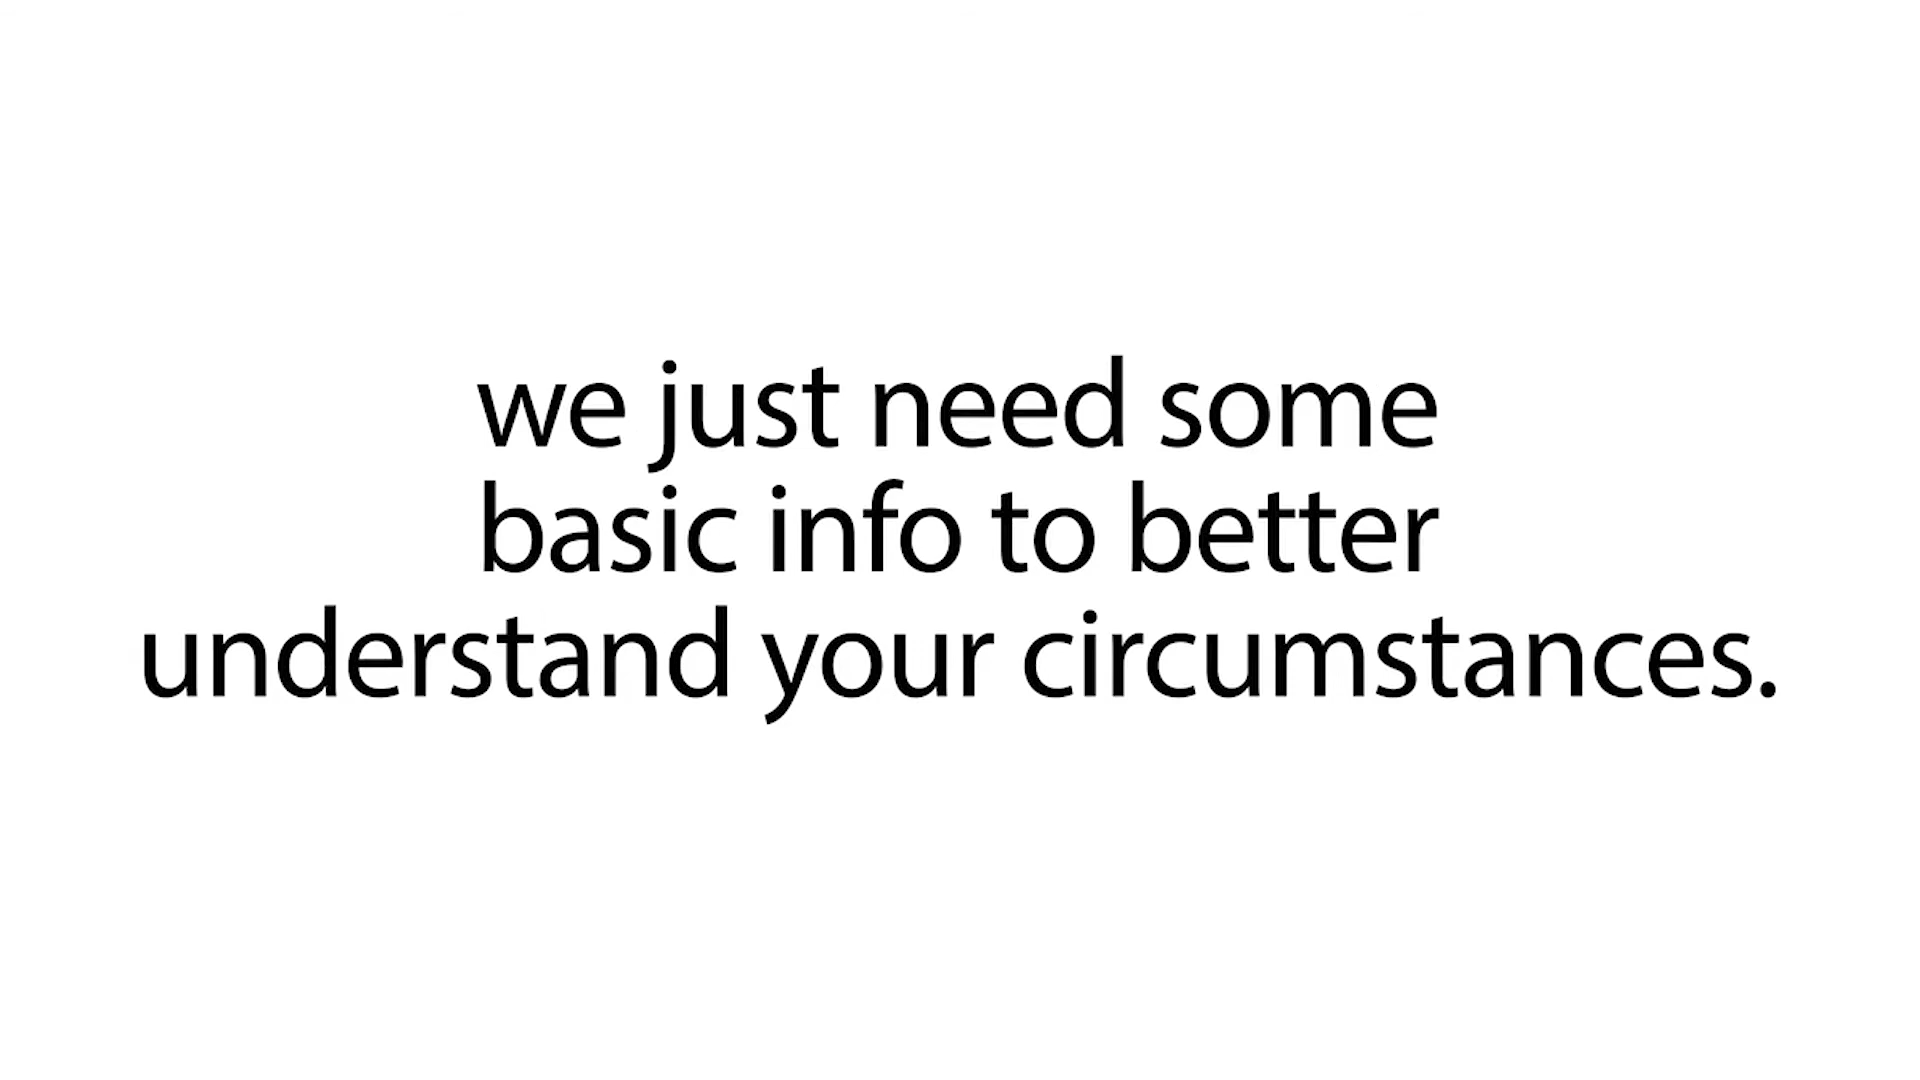 we just need some
basic info to better
understand your circumstances.